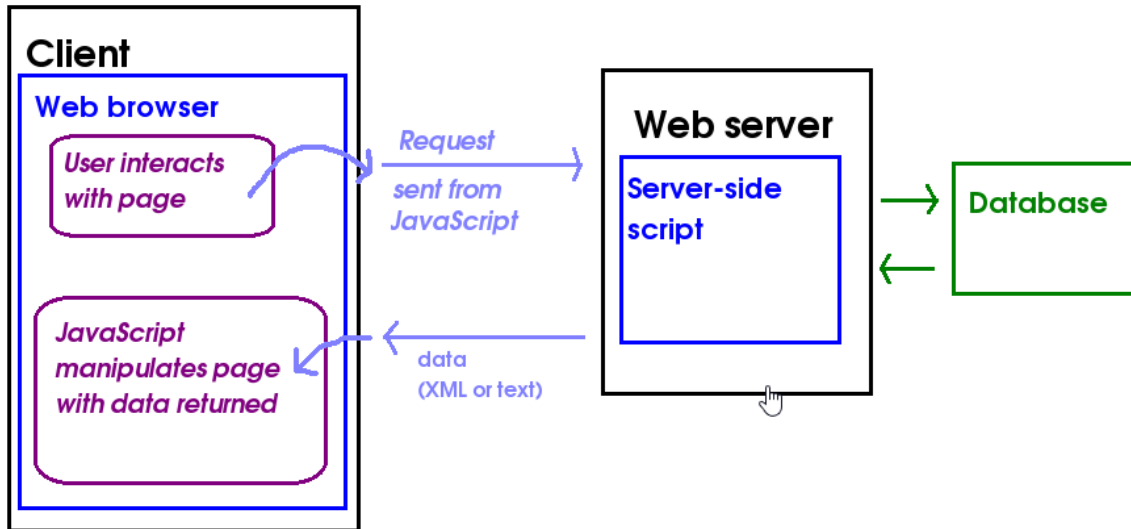 Client
Web browser
User interacts
with page
Request
sent from
JavaScript
Web server
Server-side
script
Database
JavaScript
manipulates page
with data returned
data
(XML or text)